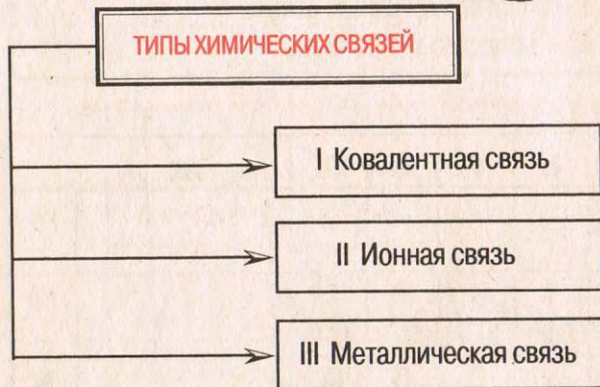 ТИПЫ ХИМИЧЕСКИХ СВЯЗЕЙ
I Ковалентная связь
II Ионная связь
III Металлическая связь